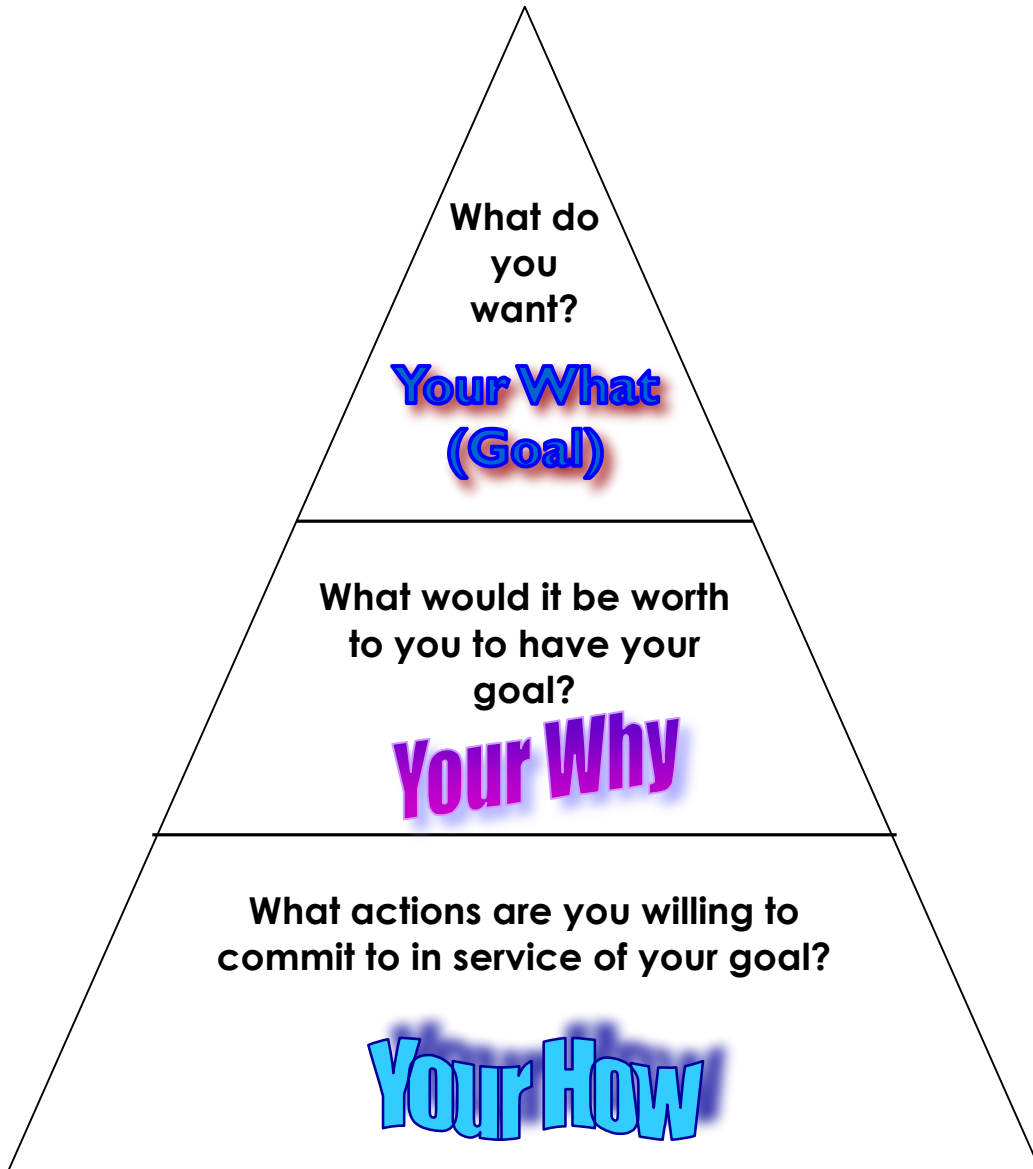 What do
you
want?
Your What
(Goal)
What would it be worth
to you to have your
goal?
Your Why
What actions are you willing to
commit to in service of your goal?
Your How